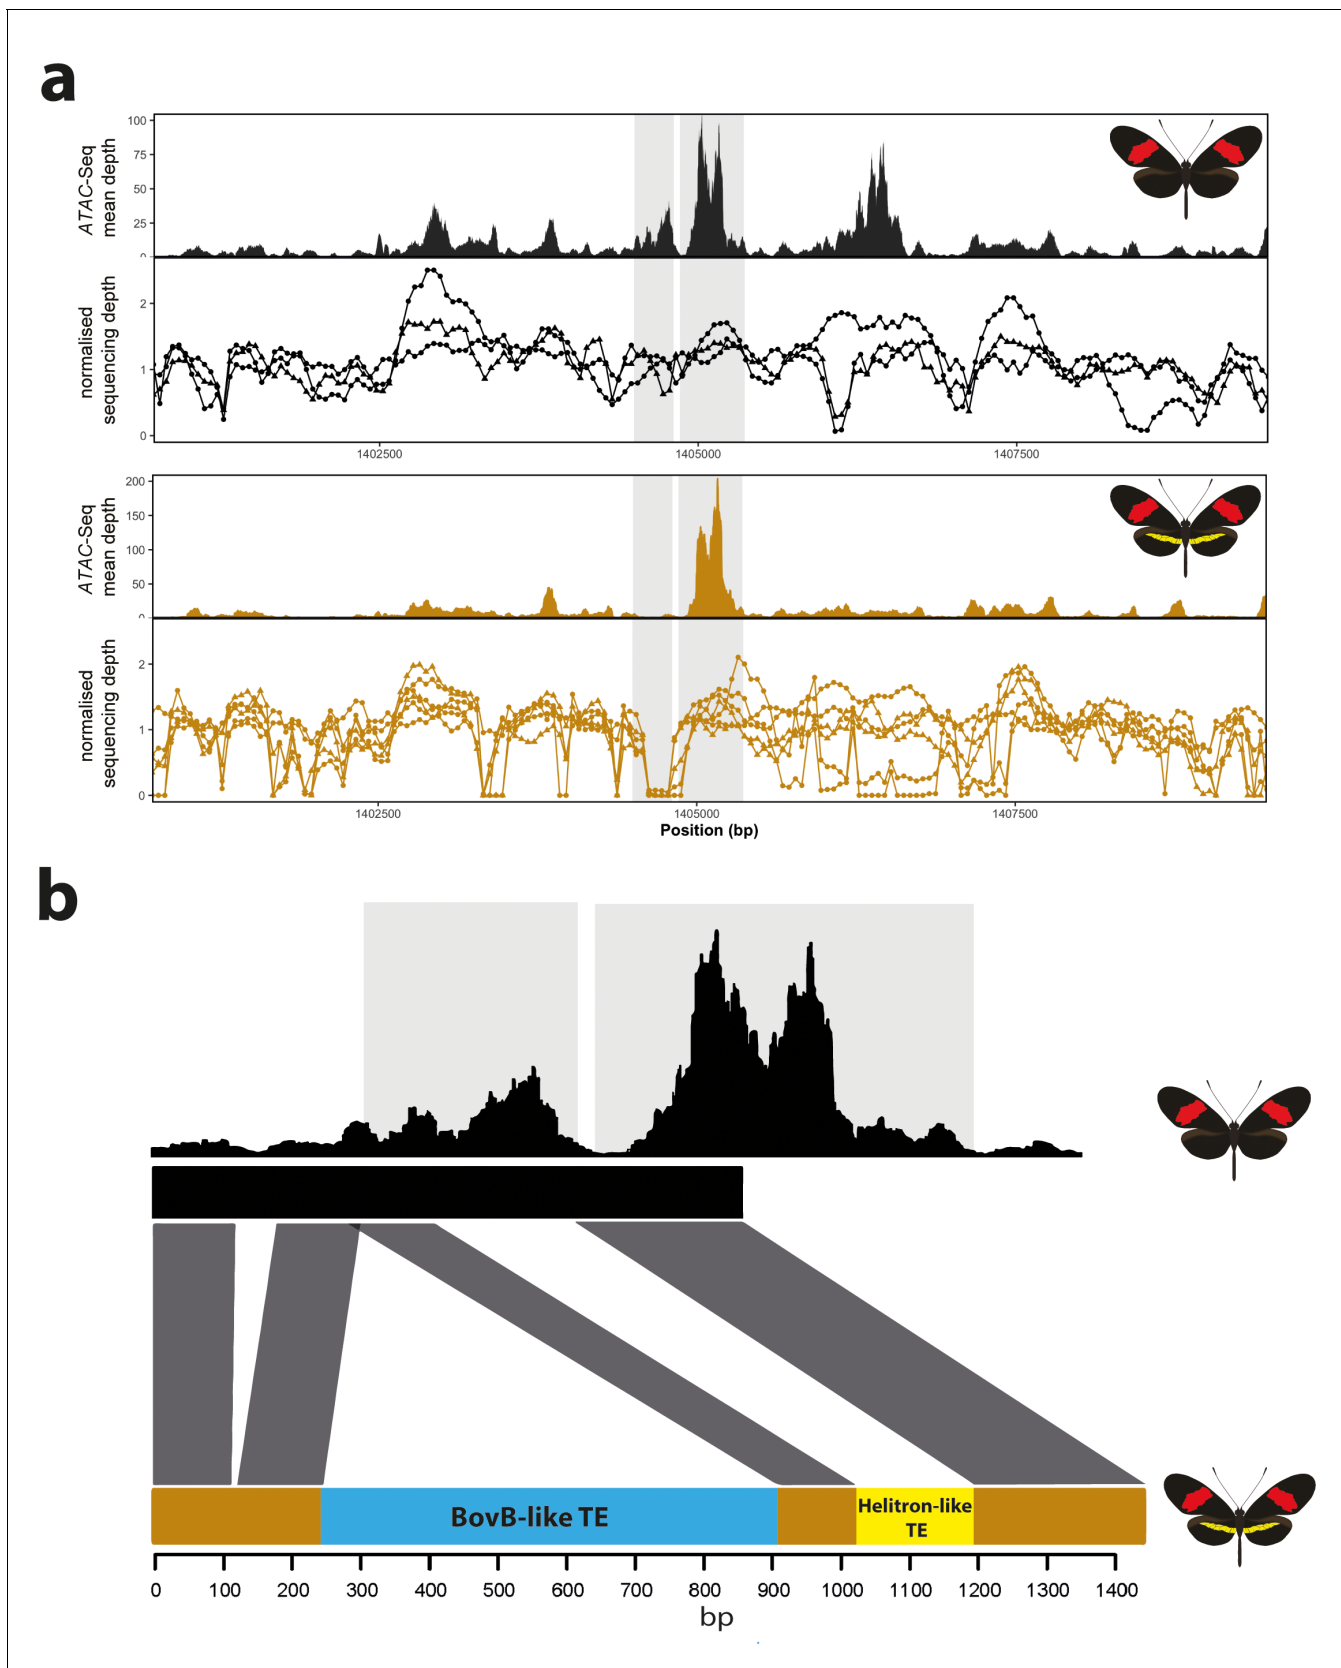 a
ATAC-Seq
mean depth
100
75
50
25
0
normalised
sequencing depth
2
1
0
1402500 1405000 1407500
ATAC-Seq
mean depth
200
150
100
50
0
normalised
sequencing depth
2
1
0
1402500 1405000 1407500
Position (bp)
b
BovB-like TE
Helitron-like
TE
0 100 200 300 400 500 600 700 800 900 1000 1100 1200 1300 1400
bp